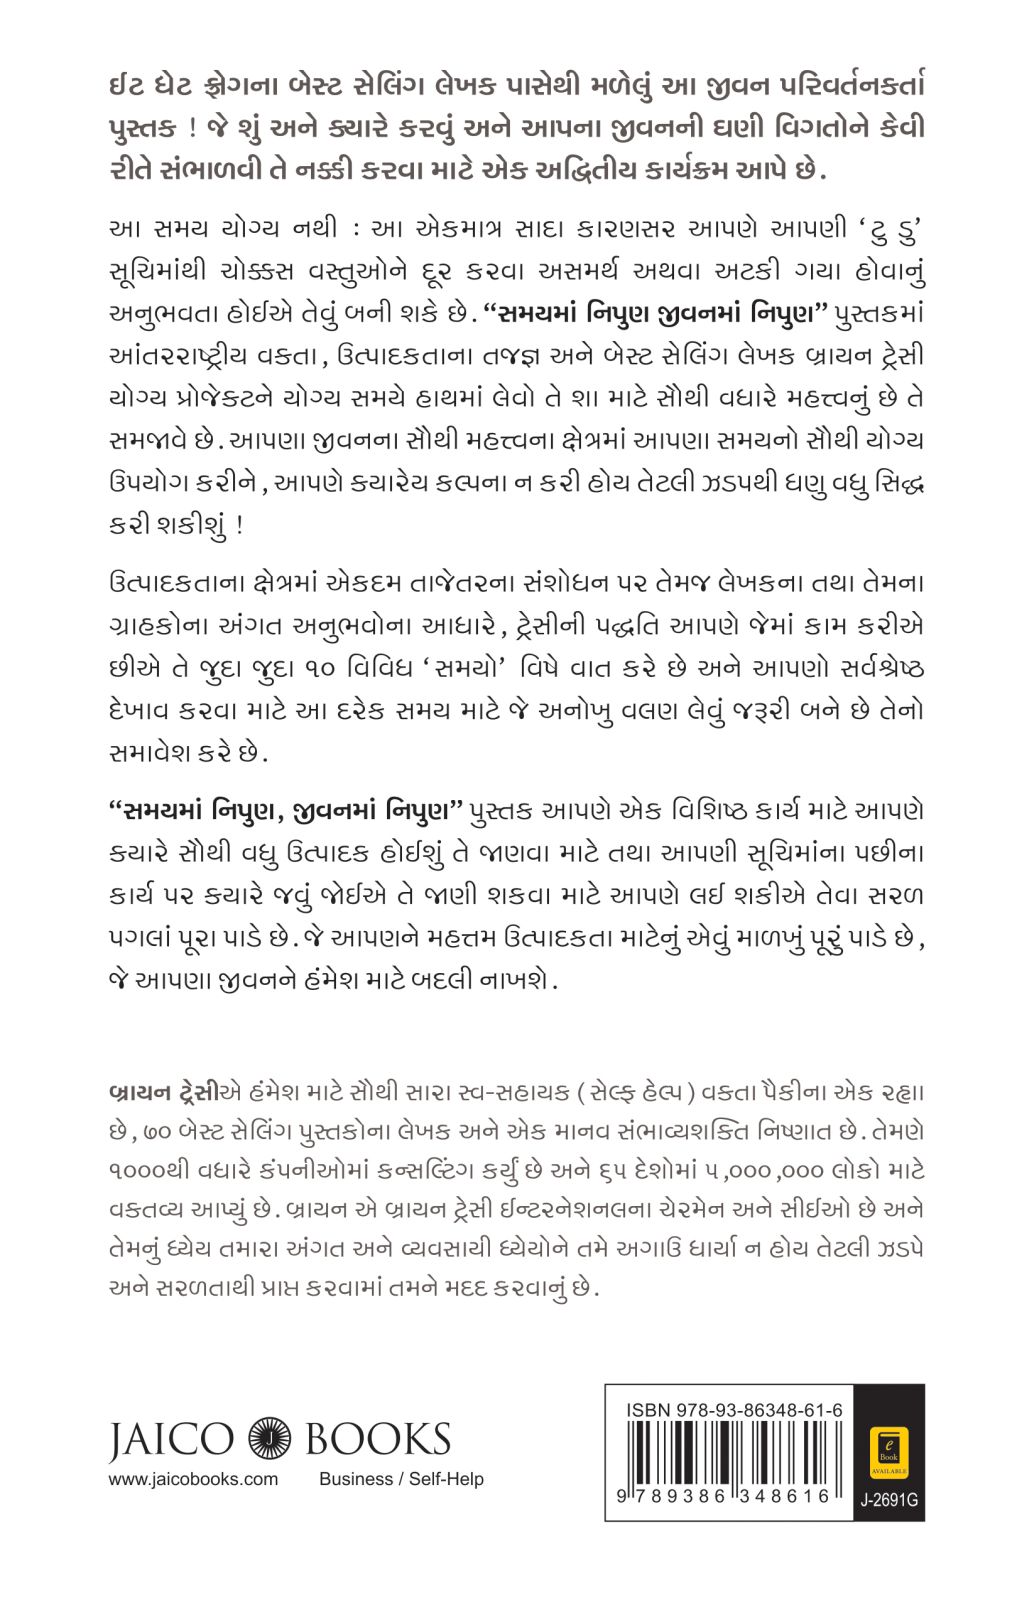 ઈટ ધેટ ફ્રોગના બેસ્ટ સેલિંગ લેખક પાસેથી મળેલું આ જીવન પરિવર્તનકર્તા
પુસ્તક ! જે શું અને ક્યારે કરવું અને આપના જીવનની ઘણી વિગતોને કેવી
રીતે સંભાળવી તે નક્કી કરવા માટે એક અદ્વિતીય કાર્યક્રમ આપે છે.
આ સમય યોગ્ય નથી : આ એકમાત્ર સાદા કારણસર આપણે આપણી ‘ટુ ડુ’
સૂચિમાંથી ચોક્કસ વસ્તુઓને દૂર કરવા અસમર્થ અથવા અટકી ગયા હોવાનું
અનુભવતા હોઈએ તેવું બની શકે છે. “સમયમાં નિપુણ જીવનમાં નિપુણ” પુસ્તકમાં
આંતરરાષ્ટ્રીય વક્તા, ઉત્પાદકતાના તજજ્ઞ અને બેસ્ટ સેલિંગ લેખક બ્રાયન ટ્રેસી
યોગ્ય પ્રોજેક્ટને યોગ્ય સમયે હાથમાં લેવો તે શા માટે સૌથી વધારે મહત્ત્વનું છે તે
સમજાવે છે. આપણા જીવનના સૌથી મહત્ત્વના ક્ષેત્રમાં આપણા સમયનો સૌથી યોગ્ય
ઉપયોગ કરીને, આપણે ક્યારેય કલ્પના ન કરી હોય તેટલી ઝડપથી ઘણુ વધુ સિદ્ધ
કરી શકીશું !
ઉત્પાદકતાના ક્ષેત્રમાં એકદમ તાજેતરના સંશોધન પર તેમજ લેખકના તથા તેમના
ગ્રાહકોના અંગત અનુભવોના આધારે, ટ્રેસીની પદ્ધતિ આપણે જેમાં કામ કરીએ
છીએ તે જુદા જુદા ૧૦ વિવિધ ‘સમયો’ વિષે વાત કરે છે અને આપણો સર્વશ્રેષ્ઠ
દેખાવ કરવા માટે આ દરેક સમય માટે જે અનોખુ વલણ લેવું જરૂરી બને છે તેનો
સમાવેશ કરે છે.
“સમયમાં નિપુણ, જીવનમાં નિપુણ” પુસ્તક આપણે એક વિશિષ્ઠ કાર્ય માટે આપણે
ક્યારે સૌથી વધુ ઉત્પાદક હોઈશું તે જાણવા માટે તથા આપણી સૂચિમાંના પછીના
કાર્ય પર ક્યારે જવું જોઈએ તે જાણી શકવા માટે આપણે લઈ શકીએ તેવા સરળ
પગલાં પૂરા પાડે છે. જે આપણને મહત્તમ ઉત્પાદકતા માટેનું એવું માળખું પૂરું પાડે છે,
જે આપણા જીવનને હંમેશ માટે બદલી નાખશે.
બ્રાયન ટ્રેસીએ હંમેશ માટે સૌથી સારા સ્વ-સહાયક (સેલ્ફ હેલ્પ) વક્તા પૈકીના એક રહ્યા
છે, ૭૦ બેસ્ટ સેલિંગ પુસ્તકોના લેખક અને એક માનવ સંભાવ્યશક્તિ નિષ્ણાત છે. તેમણે
૧૦૦૦થી વધારે કંપનીઓમાં કન્સલ્ટિંગ કર્યું છે અને ૬૫ દેશોમાં ૫,૦૦૦,૦૦૦ લોકો માટે
વક્તવ્ય આપ્યું છે. બ્રાયન એ બ્રાયન ટ્રેસી ઈન્ટરનેશનલના ચેરમેન અને સીઈઓ છે અને
તેમનું ધ્યેય તમારા અંગત અને વ્યવસાયી ધ્યેયોને તમે અગાઉ ધાર્યા ન હોય તેટલી ઝડપે
અને સરળતાથી પ્રાપ્ત કરવામાં તમને મદદ કરવાનું છે.
JAICO J BOOKS
www.jaicobooks.com Business / Self-Help
ISBN 978-93-86348-61-6
9 789386 348616
e
Book
AVAILABLE
J-2691G